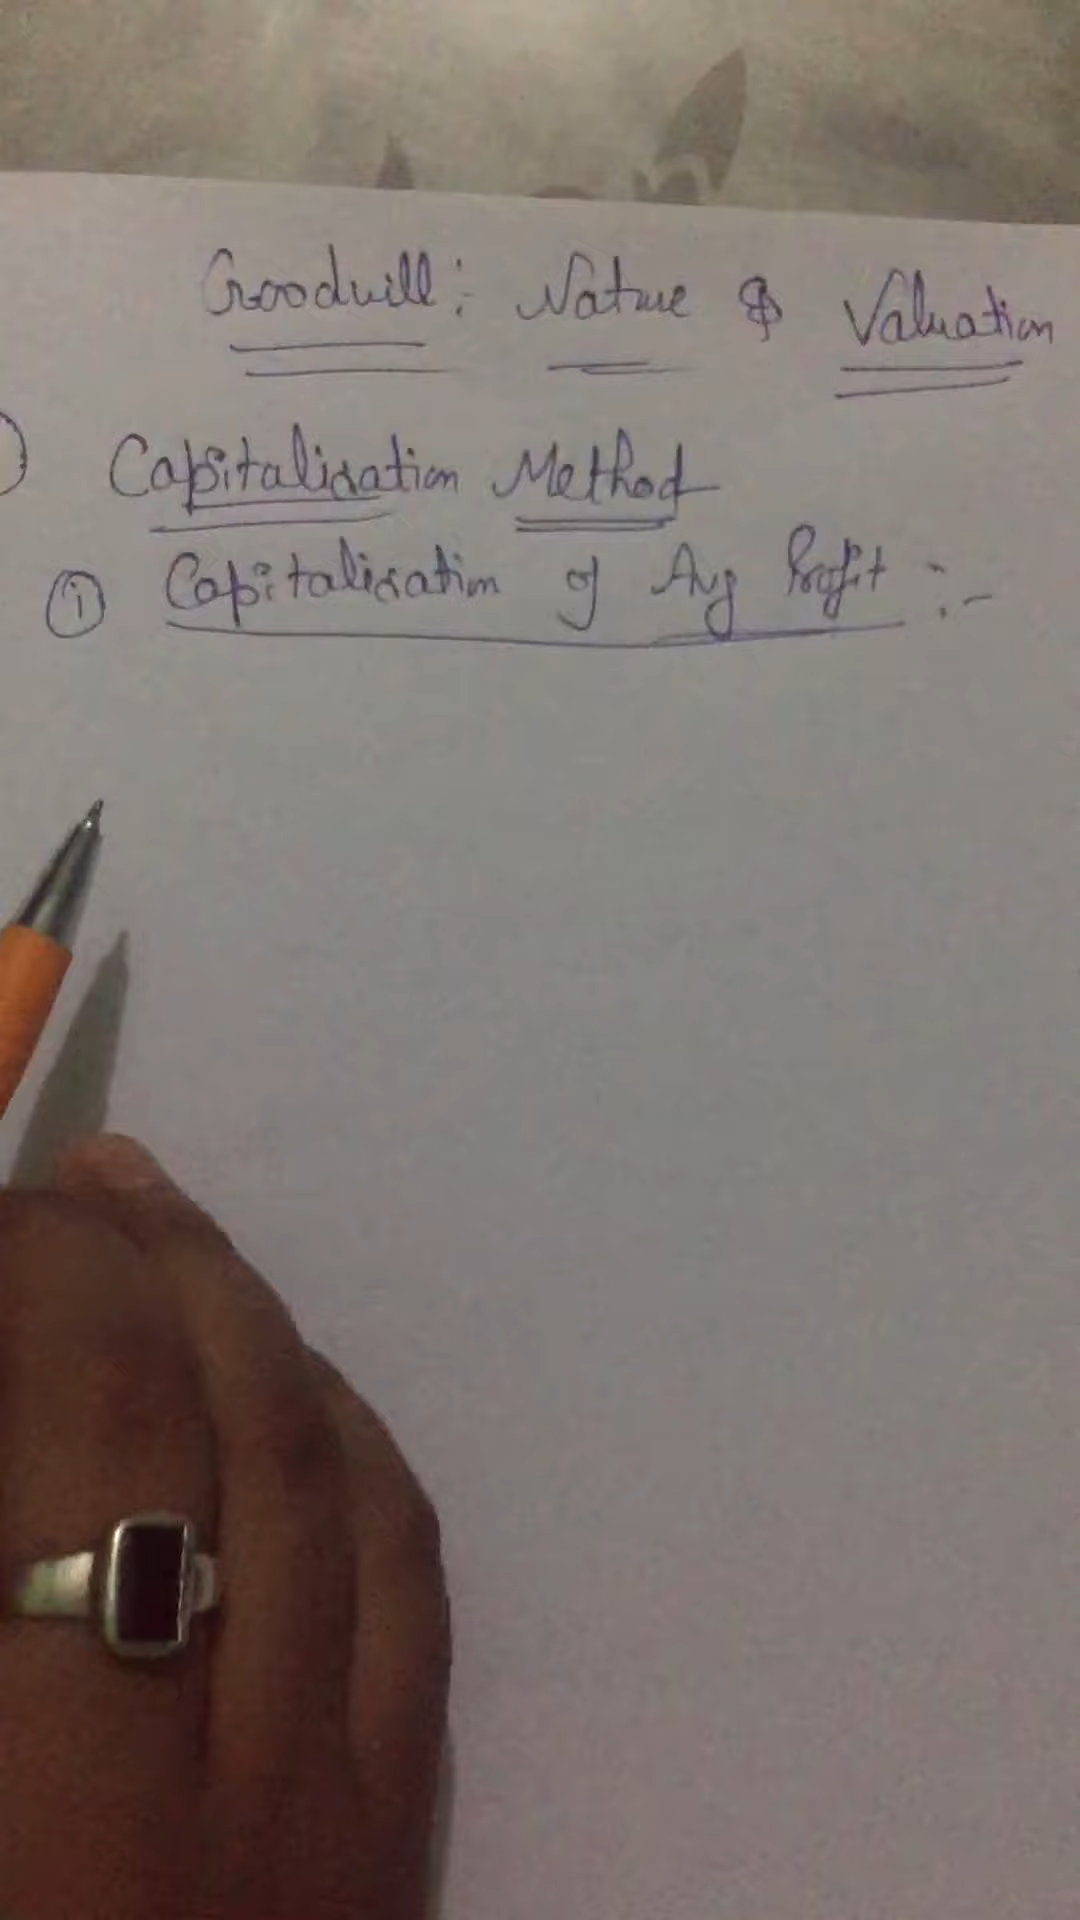 Goodwill: Nature & Valuation
Capitalisation Method
(i) Capitalisation of Avg Profit :-